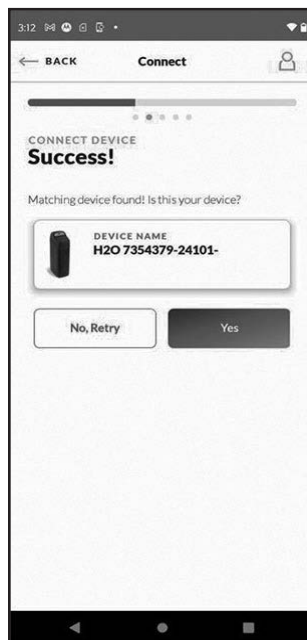 3:12
BACK
Connect
CONNECT DEVICE
Success!
Matching device found! Is this your device?
DEVICE NAME
H2O 7354379-24101-
No, Retry
Yes